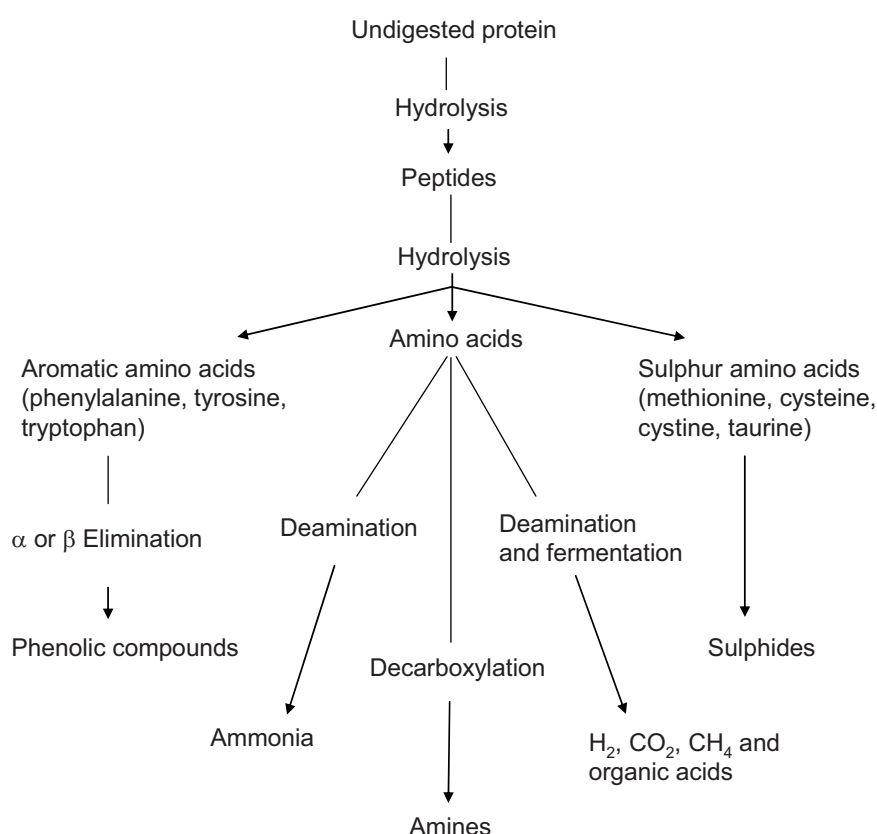 Undigested protein
Hydrolysis
Peptides
Hydrolysis
Amino acids
Aromatic amino acids
(phenylalanine, tyrosine,
tryptophan)
Sulphur amino acids
(methionine, cysteine,
cystine, taurine)
α or β Elimination
Deamination
Deamination
and fermentation
Phenolic compounds
Decarboxylation
Sulphides
Ammonia
H₂, CO₂, CH₄ and
organic acids
Amines